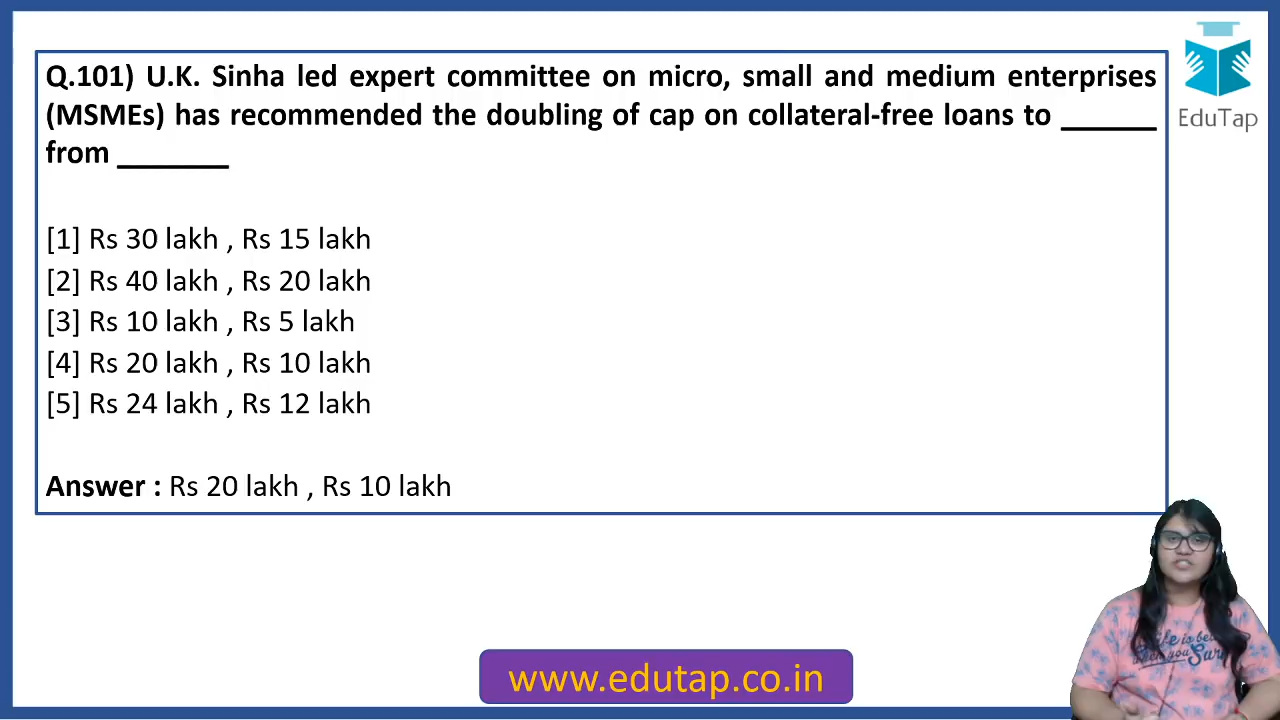 Q.101) U.K. Sinha led expert committee on micro, small and medium enterprises
(MSMEs) has recommended the doubling of cap on collateral-free loans to ______
from _______
[1] Rs 30 lakh , Rs 15 lakh
[2] Rs 40 lakh , Rs 20 lakh
[3] Rs 10 lakh , Rs 5 lakh
[4] Rs 20 lakh , Rs 10 lakh
[5] Rs 24 lakh , Rs 12 lakh
Answer : Rs 20 lakh , Rs 10 lakh
EduTap
www.edutap.co.in